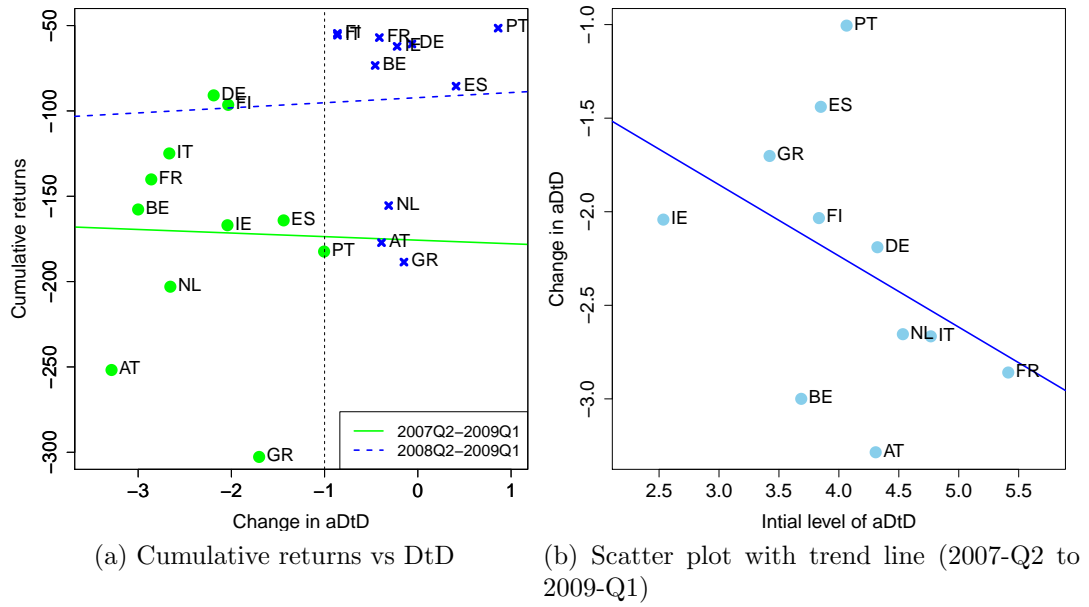 −50
−100
−150
−200
−250
−300
Cumulative returns
PT
FI
IT
FR
IE
DE
BE
ES
DE
FI
IT
FR
BE
IE
ES
PT
NL
AT
GR
NL
AT
GR
2007Q2−2009Q1
2008Q2−2009Q1
−3
−2
−1
0
1
Change in aDtD
(a) Cumulative returns vs DtD
−1.0
−1.5
−2.0
−2.5
−3.0
Change in aDtD
PT
ES
GR
IE
FI
DE
NL
IT
FR
BE
AT
2.5
3.0
3.5
4.0
4.5
5.0
5.5
Intial level of aDtD
(b) Scatter plot with trend line (2007-Q2 to
2009-Q1)